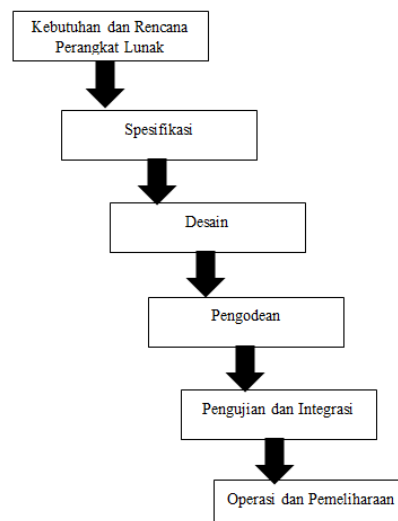 Kebutuhan dan Rencana
Perangkat Lunak
Spesifikasi
Desain
Pengodean
Pengujian dan Integrasi
Operasi dan Pemeliharaan